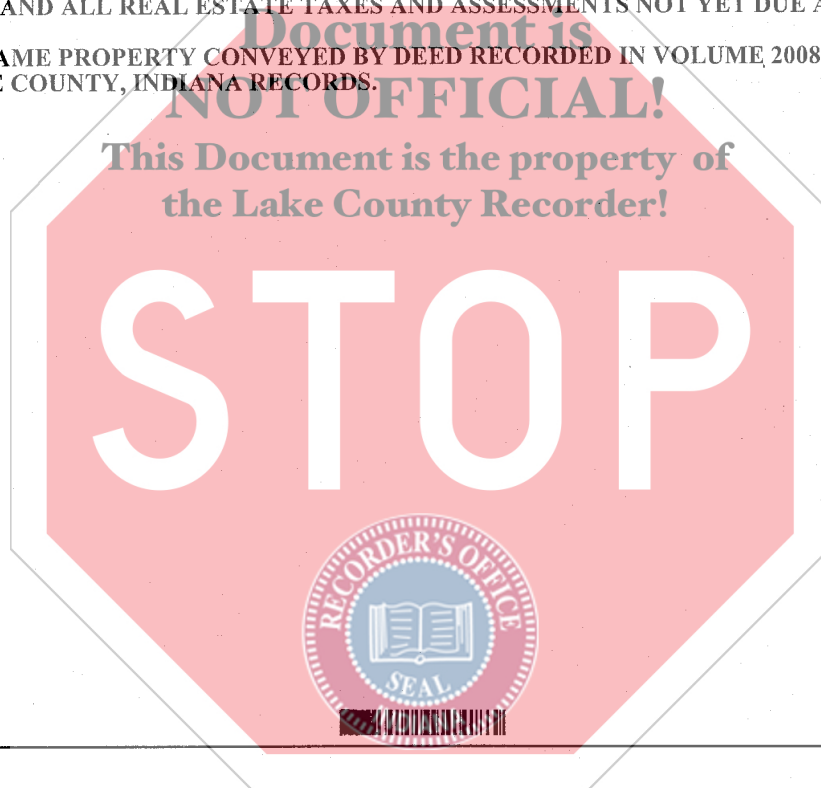 AND ALL REAL ESTATE TAXES AND ASSESSMENTS NOT YET DUE A
Document is
AME PROPERTY CONVEYED BY DEED RECORDED IN VOLUME 2008
COUNTY, INDIANA RECORDS.
NOT OFFICIAL!
This Document is the property of
the Lake County Recorder!
STOP
RECORDER'S OFFICE
SEAL